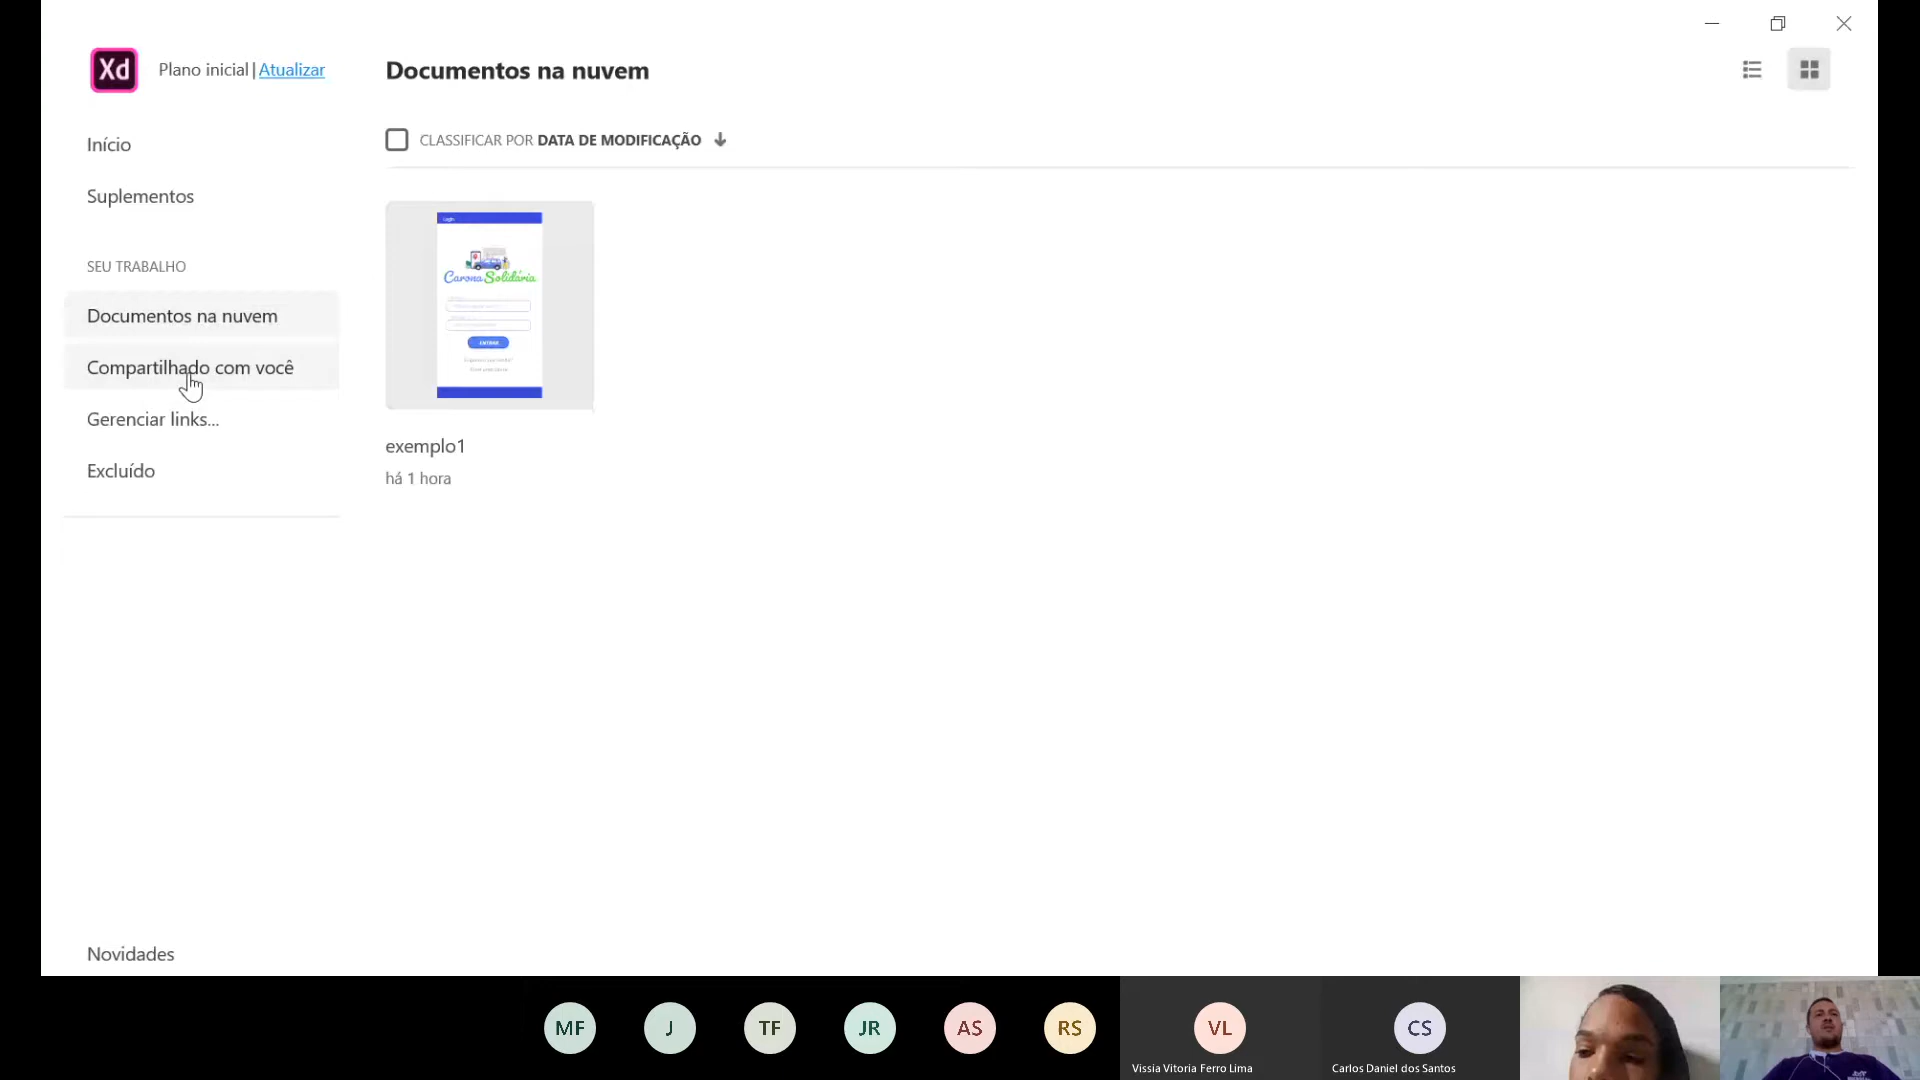 Xd Plano inicial | Atualizar
Documentos na nuvem
Início
CLASSIFICAR POR DATA DE MODIFICAÇÃO
Suplementos
SEU TRABALHO
Documentos na nuvem
Compartilhado com você
Gerenciar links...
Excluído
Login
Carona Solidária
ENTRAR
exemplo1
há 1 hora
Novidades
MF
J
TF
JR
AS
RS
VL
CS
Vissia Vitoria Ferro Lima
Carlos Daniel dos Santos